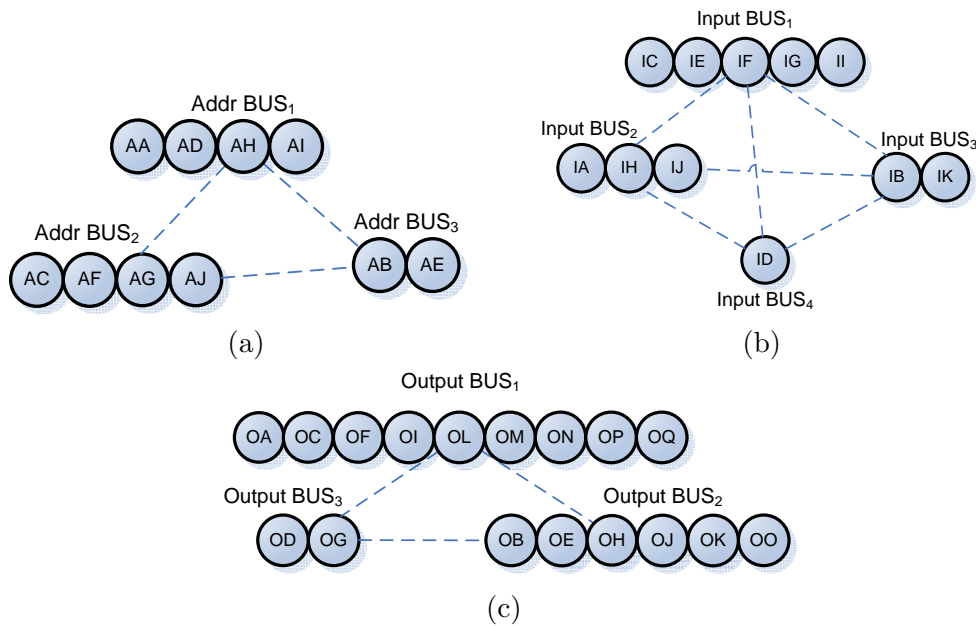 Input BUS1
IC IE IF IG II
Addr BUS1
AA AD AH AI
Input BUS2
IA IH IJ
Input BUS3
IB IK
Addr BUS2
AC AF AG AJ
Addr BUS3
AB AE
ID
Input BUS4
(a)
(b)
Output BUS1
OA OC OF OI OL OM ON OP OQ
Output BUS3
OD OG
Output BUS2
OB OE OH OJ OK OO
(c)